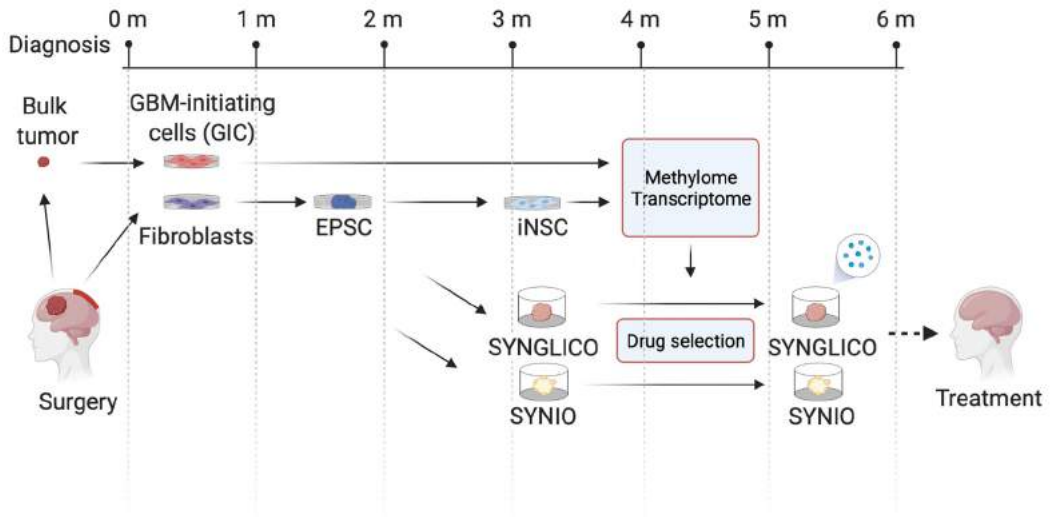 0 m 1 m 2 m 3 m 4 m 5 m 6 m
Diagnosis
Bulk
tumor
GBM-initiating
cells (GIC)
Fibroblasts
EPSC
iNSC
Methylome
Transcriptome
Surgery
SYNGLICO
Drug selection
SYNGLICO
SYNIO
SYNIO
Treatment